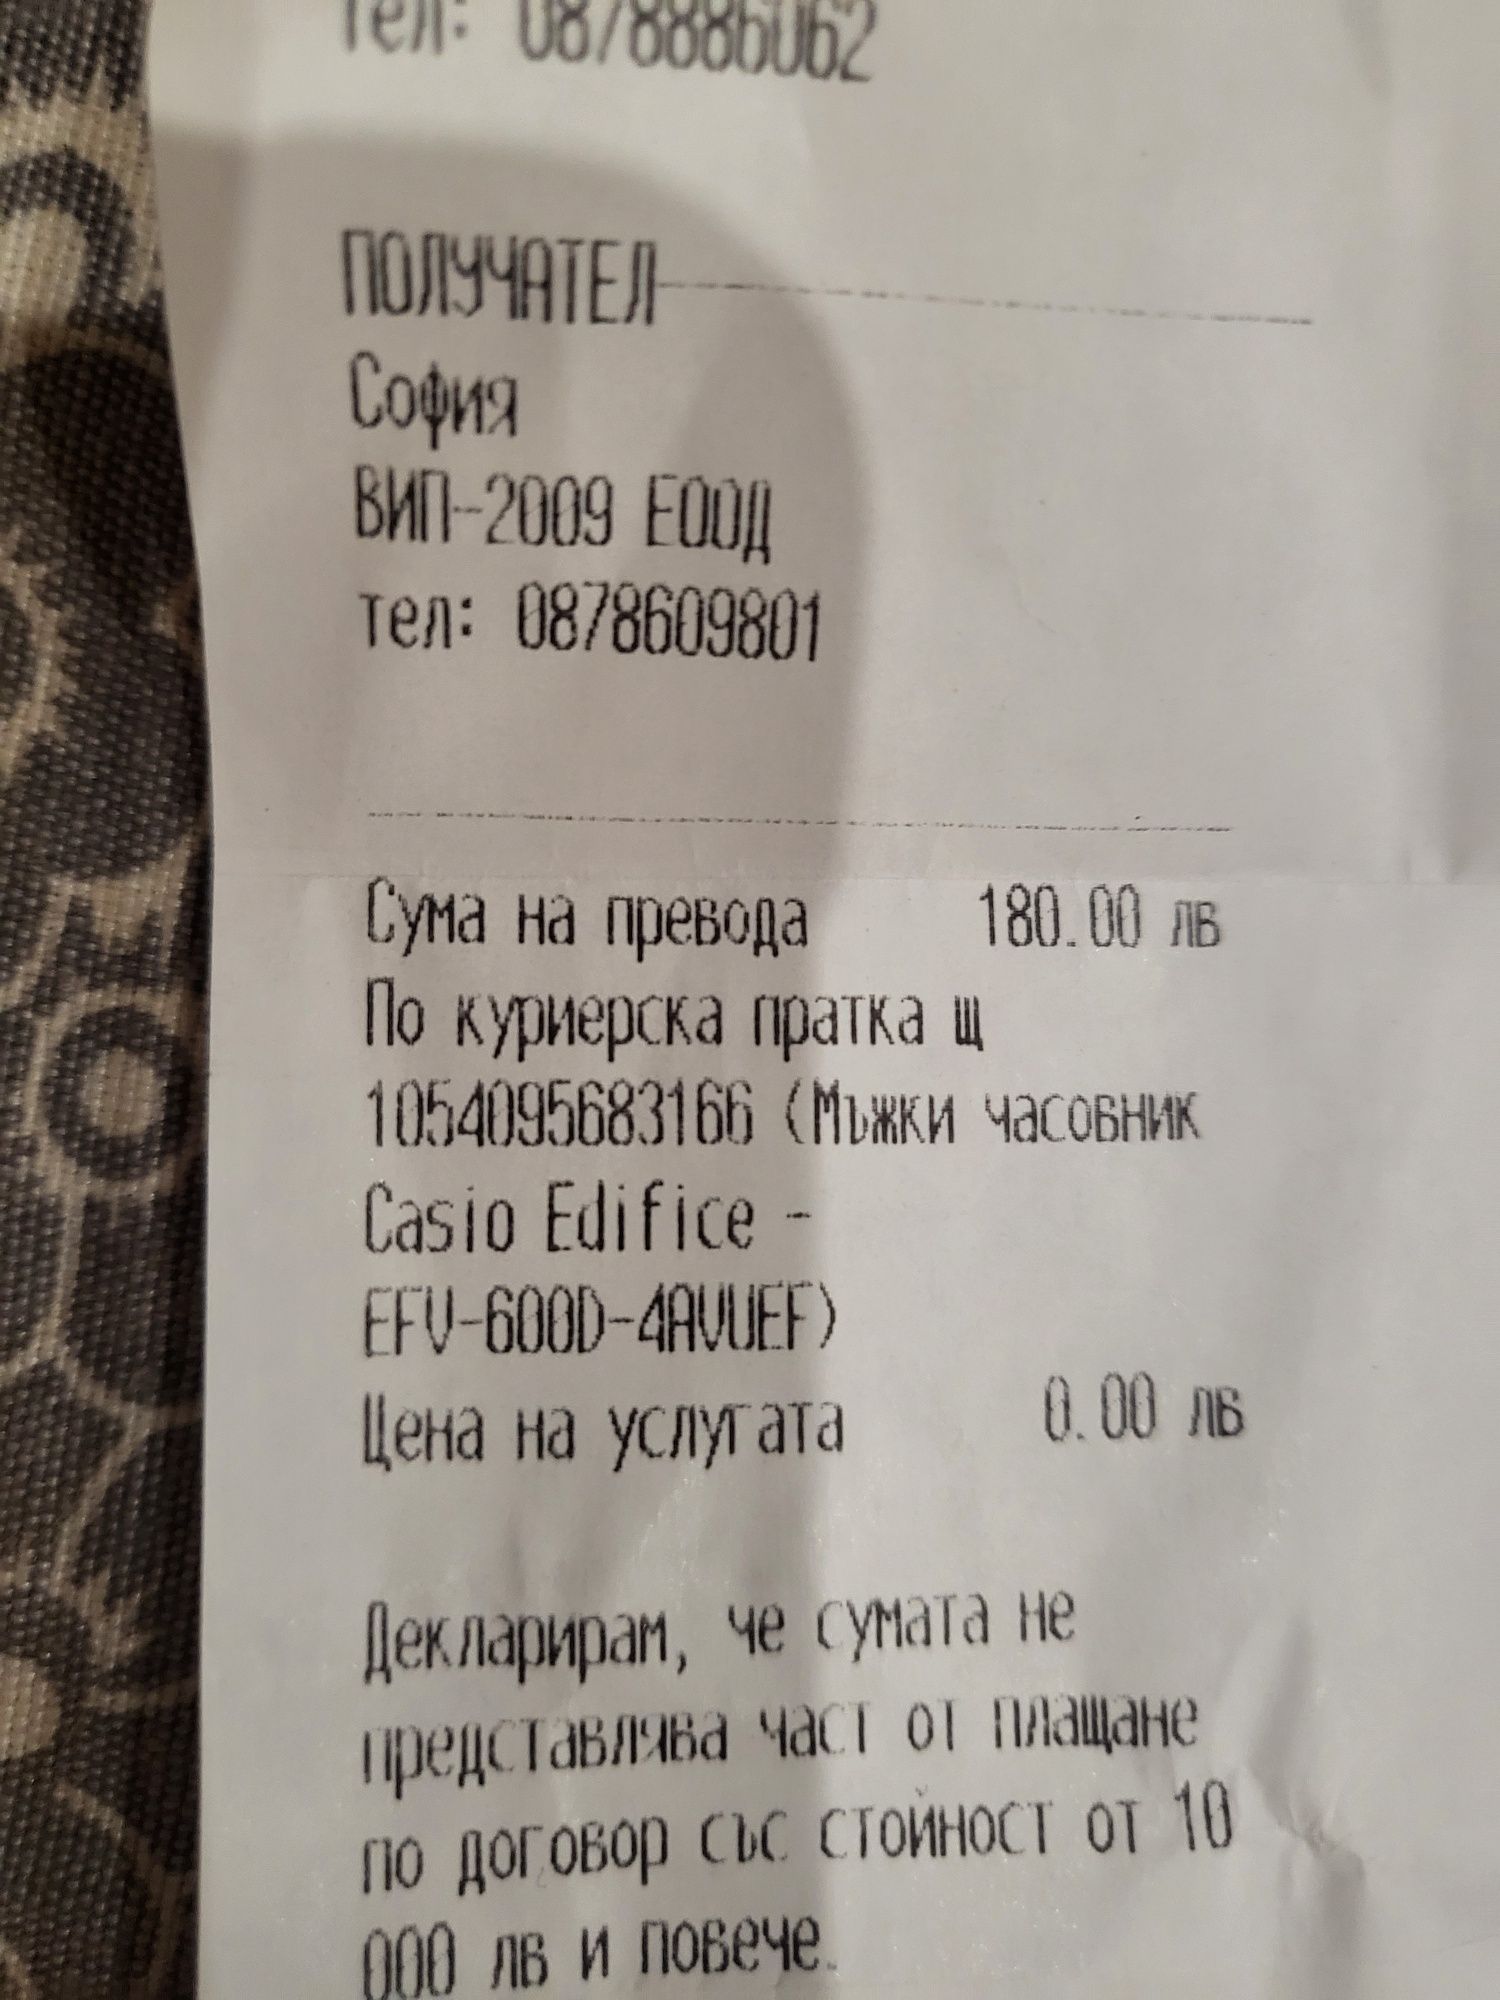 тел: 0878886062
ПОЛУЧАТЕЛ
София
ВИП-2009 ЕООД
тел: 0878609801
Сума на превода 180.00 лв
По куриерска пратка щ
1054095683166 (Мъжки часовник
Casio Edifice -
EFV-600D-4AVUEF)
Цена на услугата 0.00 лв
Декларирам, че сумата не
представлява част от плащане
по договор със стойност от 10
000 лв и повече.